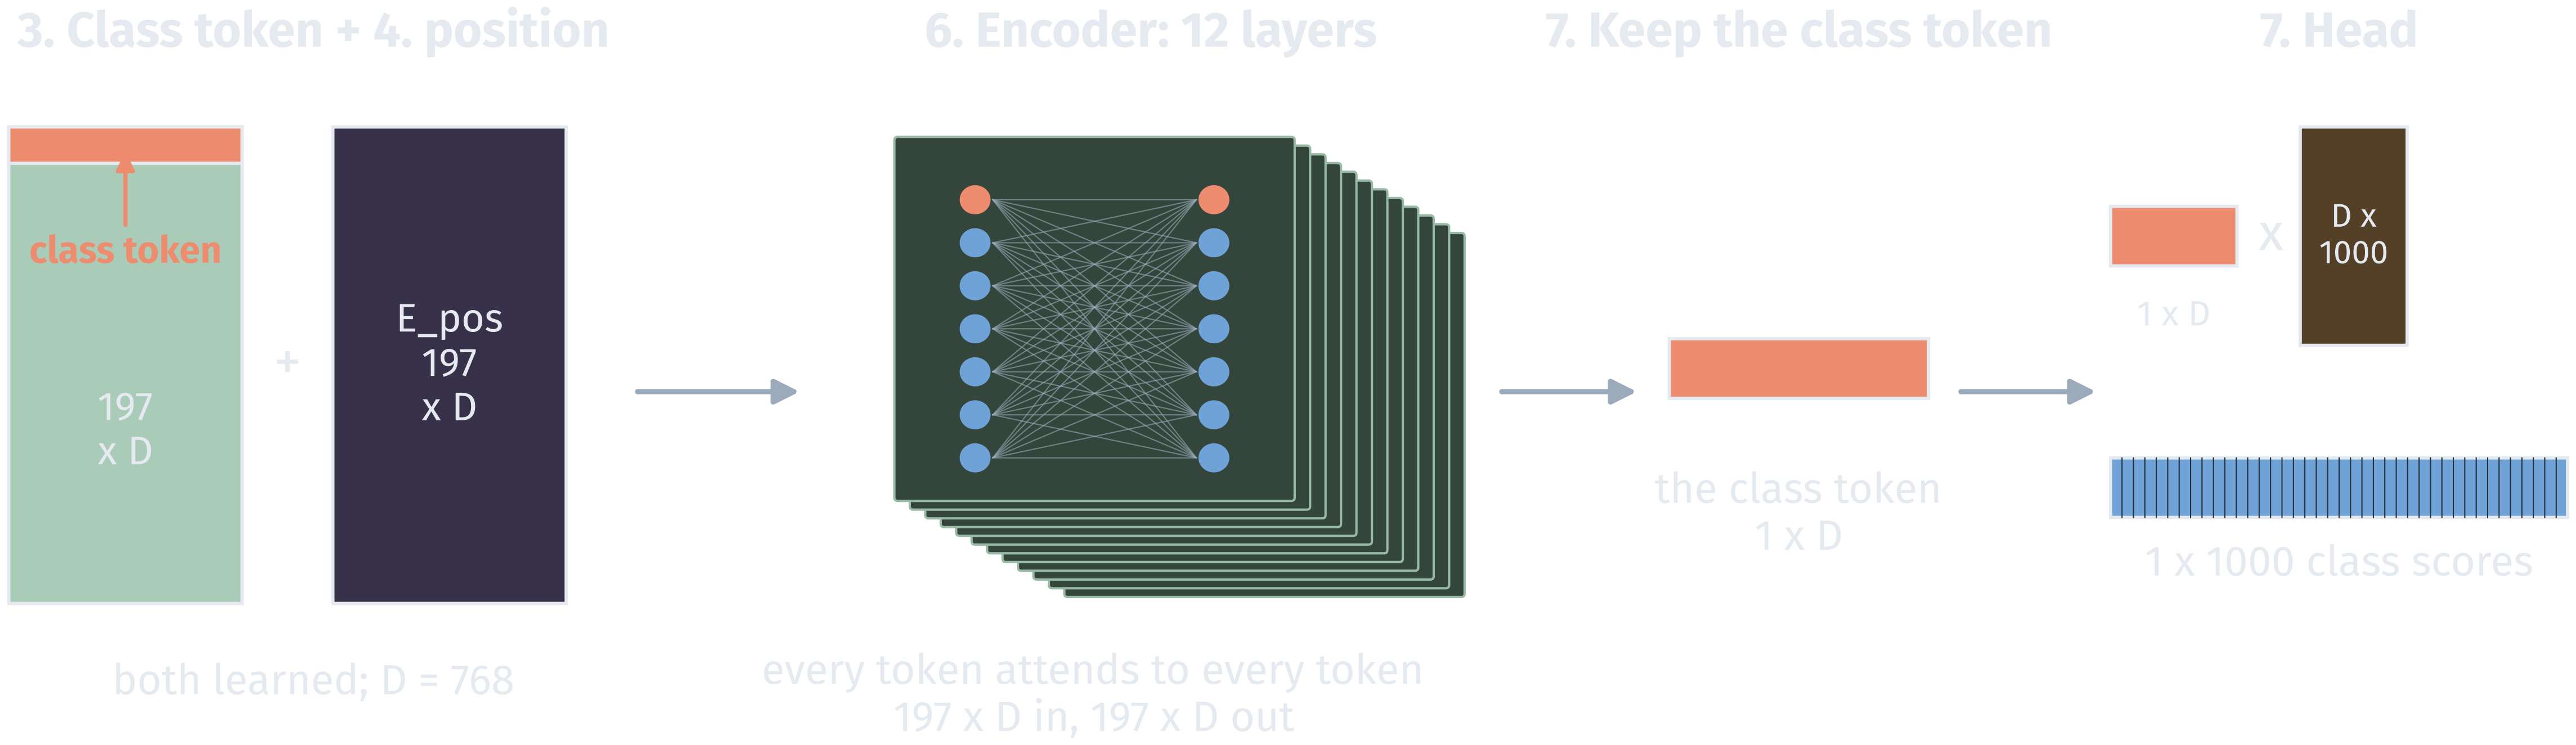 3. Class token + 4. position
6. Encoder: 12 layers
7. Keep the class token
7. Head
class token
197
x D
+
E_pos
197
x D
both learned; D = 768
every token attends to every token
197 x D in, 197 x D out
the class token
1 x D
1 x D
x
D x
1000
1 x 1000 class scores